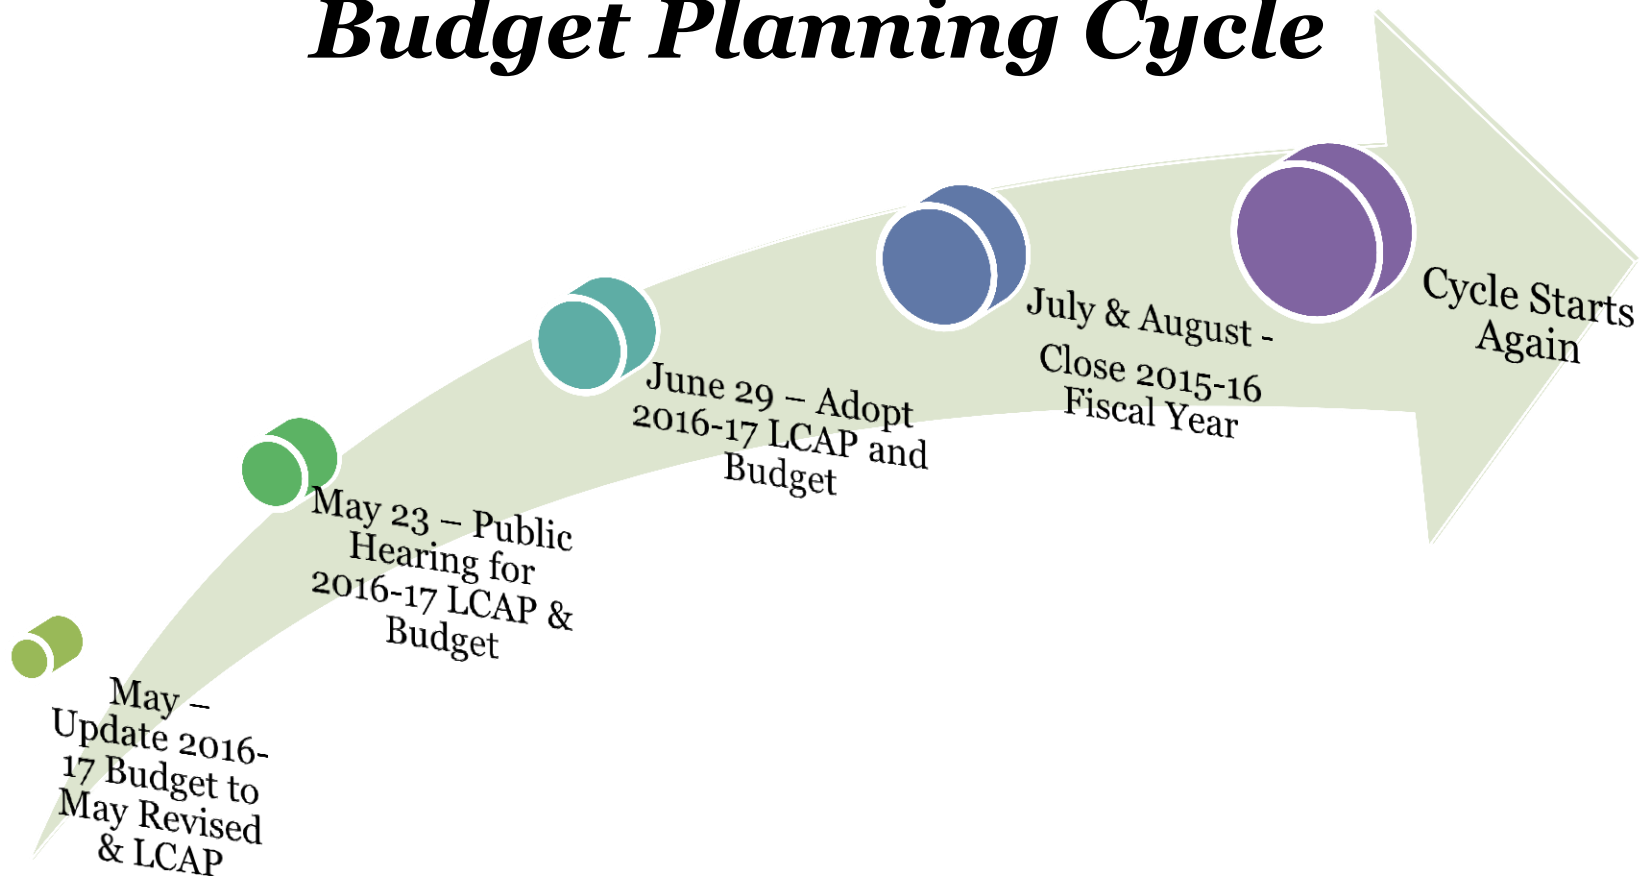 Budget Planning Cycle
May –
Update 2016-
17 Budget to
May Revised
& LCAP
May 23 – Public
Hearing for
2016-17 LCAP &
Budget
June 29 – Adopt
2016-17 LCAP and
Budget
July & August -
Close 2015-16
Fiscal Year
Cycle Starts
Again